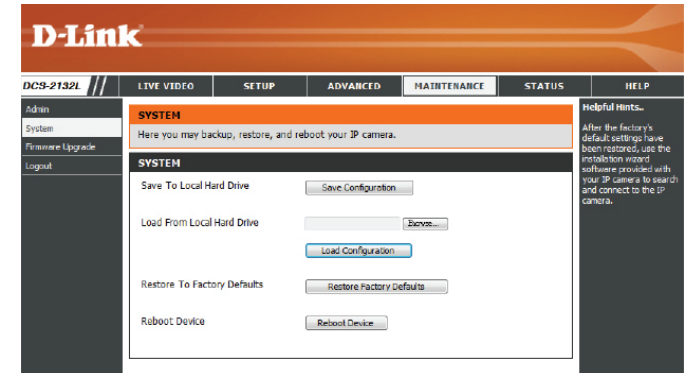 D-Link
DCS-2132L // LIVE VIDEO SETUP ADVANCED MAINTENANCE STATUS HELP
Admin
System
Firmware Upgrade
Logout
SYSTEM
Here you may backup, restore, and reboot your IP camera.
SYSTEM
Save To Local Hard Drive Save Configuration
Load From Local Hard Drive Browse...
Load Configuration
Restore To Factory Defaults Restore Factory Defaults
Reboot Device Reboot Device
Helpful Hints..
After the factory's
default settings have
been restored, use the
installation wizard
software provided with
your IP camera to search
and connect to the IP
camera.